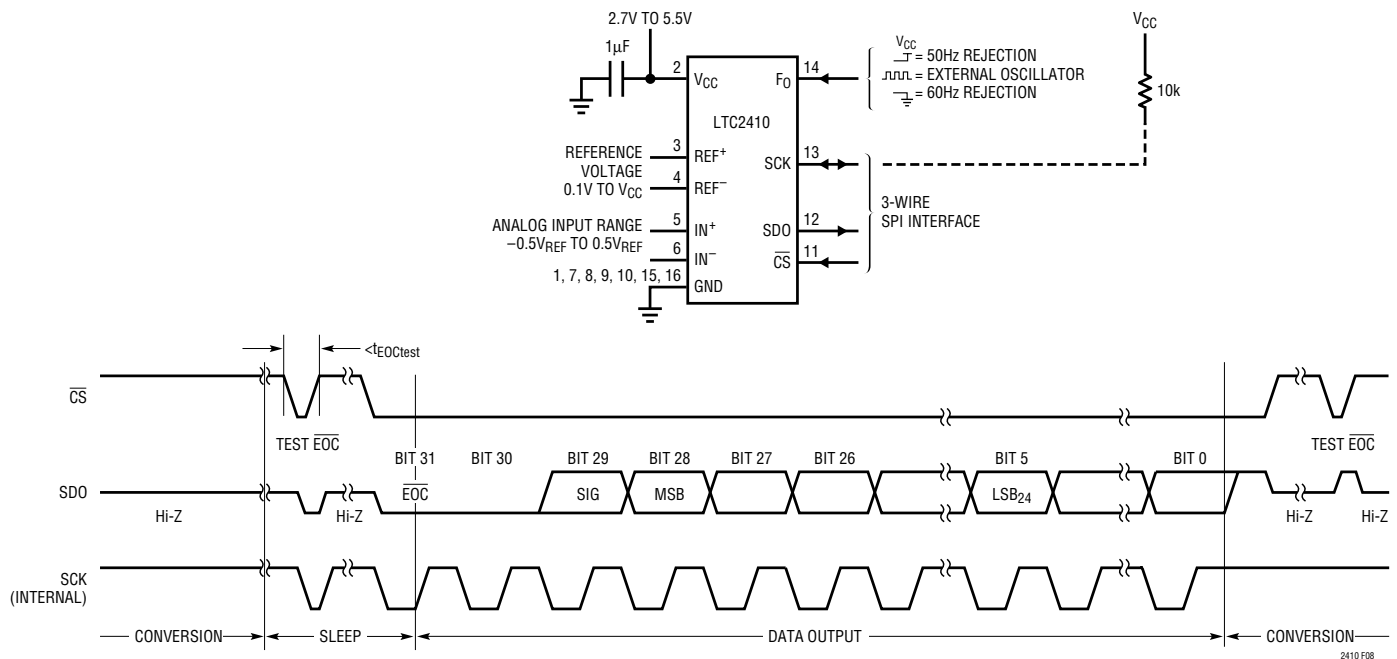 2.7V TO 5.5V
1µF
2
VCC
14
FO
VCC
= 50Hz REJECTION
= EXTERNAL OSCILLATOR
= 60Hz REJECTION
VCC
10k
LTC2410
REFERENCE
VOLTAGE
0.1V TO VCC
3
REF+
4
REF–
13
SCK
3-WIRE
SPI INTERFACE
ANALOG INPUT RANGE
–0.5VREF TO 0.5VREF
5
IN+
6
IN–
12
SDO
11
CS
1, 7, 8, 9, 10, 15, 16
GND
<tEOCtest
CS
TEST EOC
TEST EOC
BIT 31
BIT 30
BIT 29
BIT 28
BIT 27
BIT 26
BIT 5
BIT 0
SDO
EOC
SIG
MSB
LSB24
Hi-Z
Hi-Z
Hi-Z
Hi-Z
SCK
(INTERNAL)
CONVERSION
SLEEP
DATA OUTPUT
CONVERSION
2410 F08